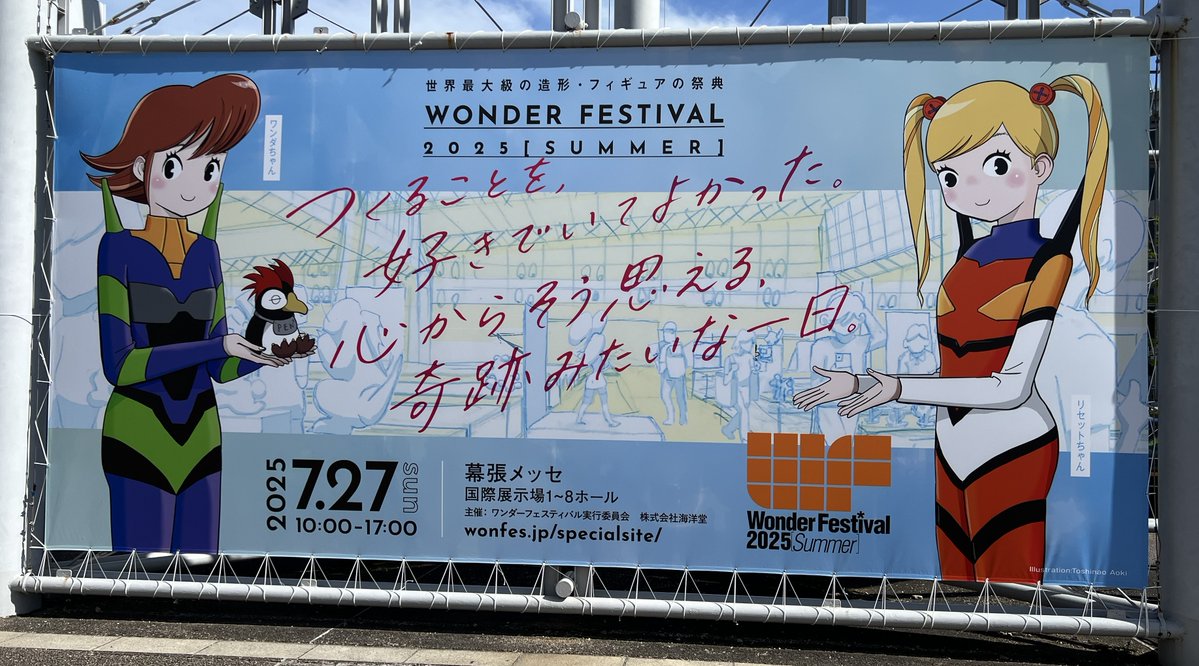 世界最大級の造形・フィギュアの祭典
WONDER FESTIVAL
2025[SUMMER]
ワンダちゃん
つくることを、
好きでいてよかった。
心からそう思える、
奇跡みたいな一日。
PEN
リセットちゃん
2025 7.27 sun
10:00-17:00
幕張メッセ
国際展示場1~8ホール
主催：ワンダーフェスティバル実行委員会 株式会社海洋堂
wonfes.jp/specialsite/
WF
Wonder Festival
2025[Summer]
Illustration:Toshinao Aoki